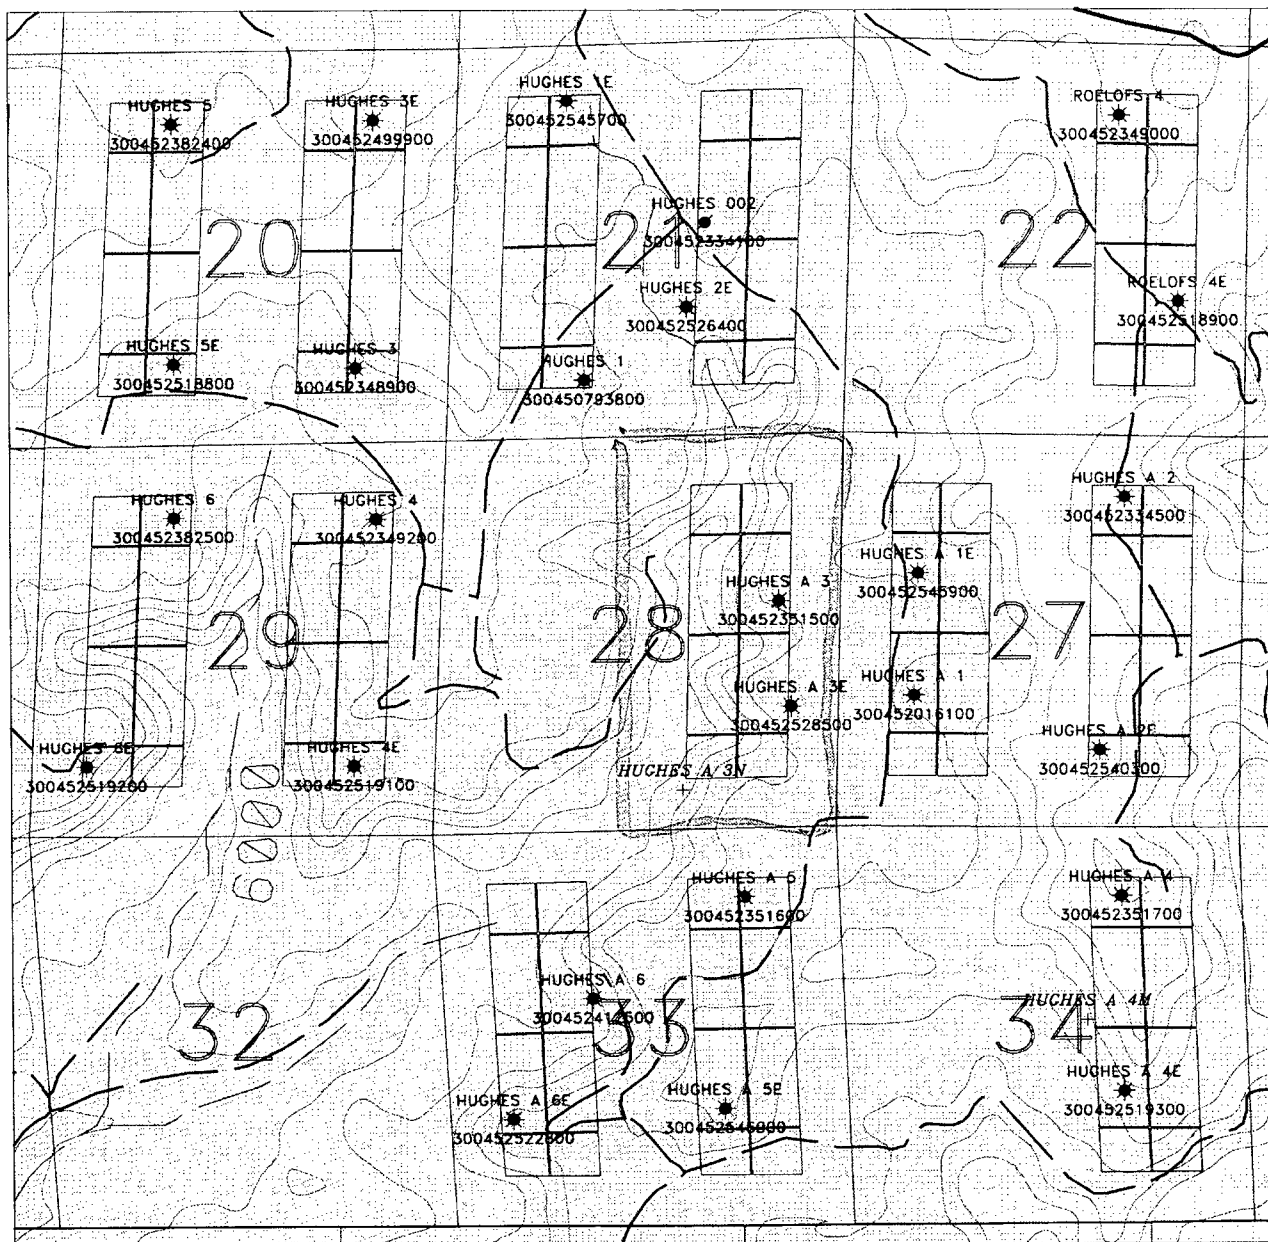 HUGHES 5
300452382400
HUGHES 3E
300452499900
HUGHES 1E
300452545700
ROELOFS 4
300452349000
HUGHES 002
300452334100
20
21
22
HUGHES 2E
300452526400
ROELOFS 4E
300452518900
HUGHES 5E
300452518800
HUGHES 3
300452348900
HUGHES 1
300450793800
HUGHES 6
300452382500
HUGHES 4
300452349200
HUGHES A 2
300452334500
HUGHES A 3
300452351500
HUGHES A 1E
300452545900
29
28
27
HUGHES A 3E
300452528500
HUGHES A 1
300452016100
HUGHES 6E
300452519200
HUGHES 4E
300452519100
HUGHES A 3N
HUGHES A 2E
300452540300
HUGHES A 5
300452351600
HUGHES A 4
300452351700
HUGHES A 6
HUGHES A 4M
32
33
34
HUGHES A 6E
HUGHES A 5E
HUGHES A 4E
300452519300